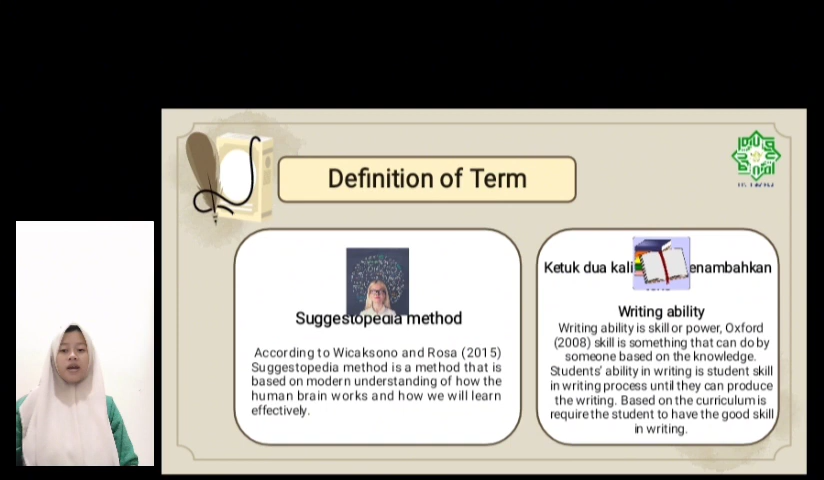 Definition of Term
Suggestopedia method
According to Wicaksono and Rosa (2015)
Suggestopedia method is a method that is
based on modern understanding of how the
human brain works and how we will learn
effectively.
Ketuk dua kali enambahkan
Writing ability
Writing ability is skill or power, Oxford
(2008) skill is something that can do by
someone based on the knowledge.
Students' ability in writing is student skill
in writing process until they can produce
the writing. Based on the curriculum is
require the student to have the good skill
in writing.